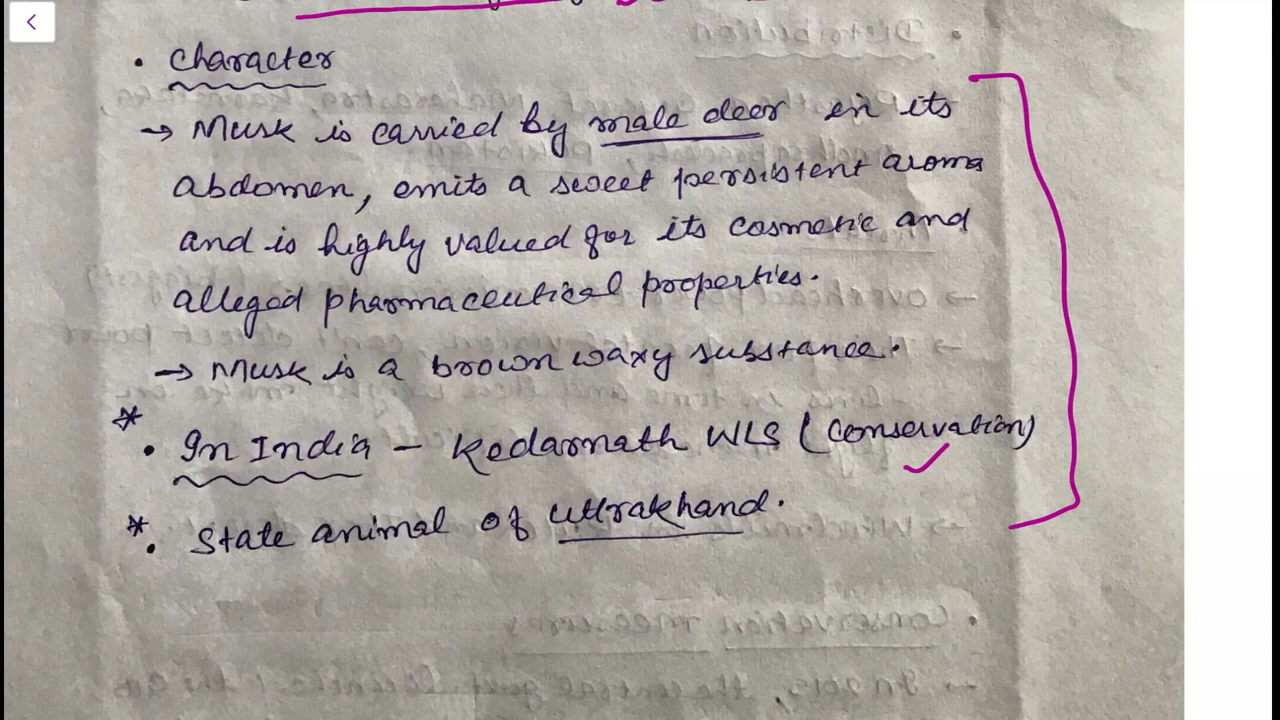 • Character
→ Musk is carried by male deer in its
abdomen, emits a sweet persistent aroma
and is highly valued for its cosmetic and
alleged pharmaceutical properties.
→ Musk is a brown waxy substance.
* • In India – Kedarnath WLS (Conservation)
* • State animal of Uttrakhand.